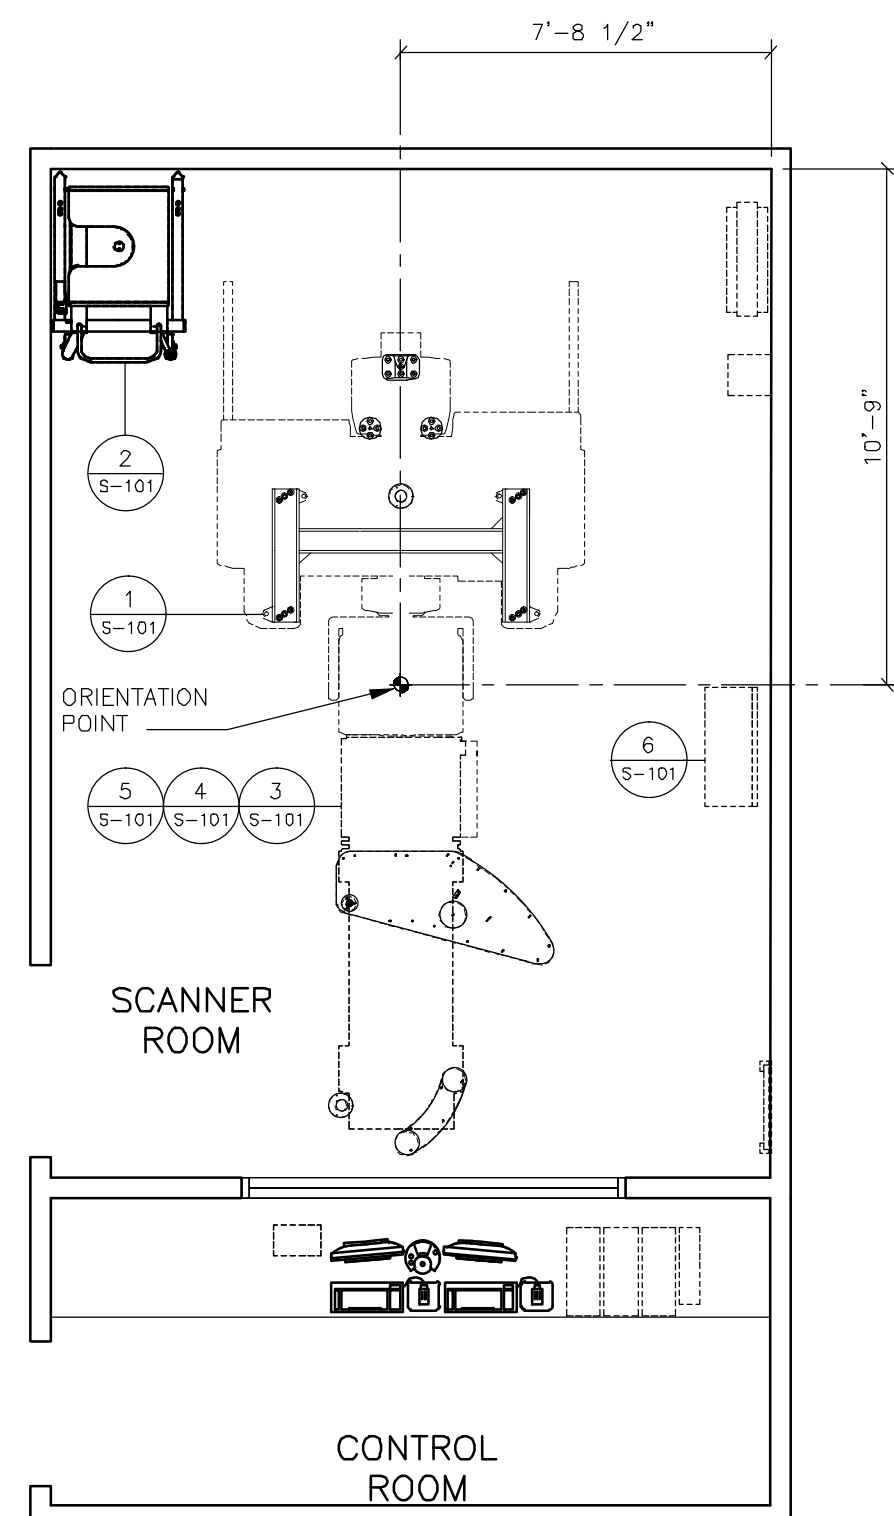 7'-8 1/2"
10'-9"
2
S-101
1
S-101
ORIENTATION
POINT
6
S-101
5
S-101
4
S-101
3
S-101
SCANNER
ROOM
CONTROL
ROOM